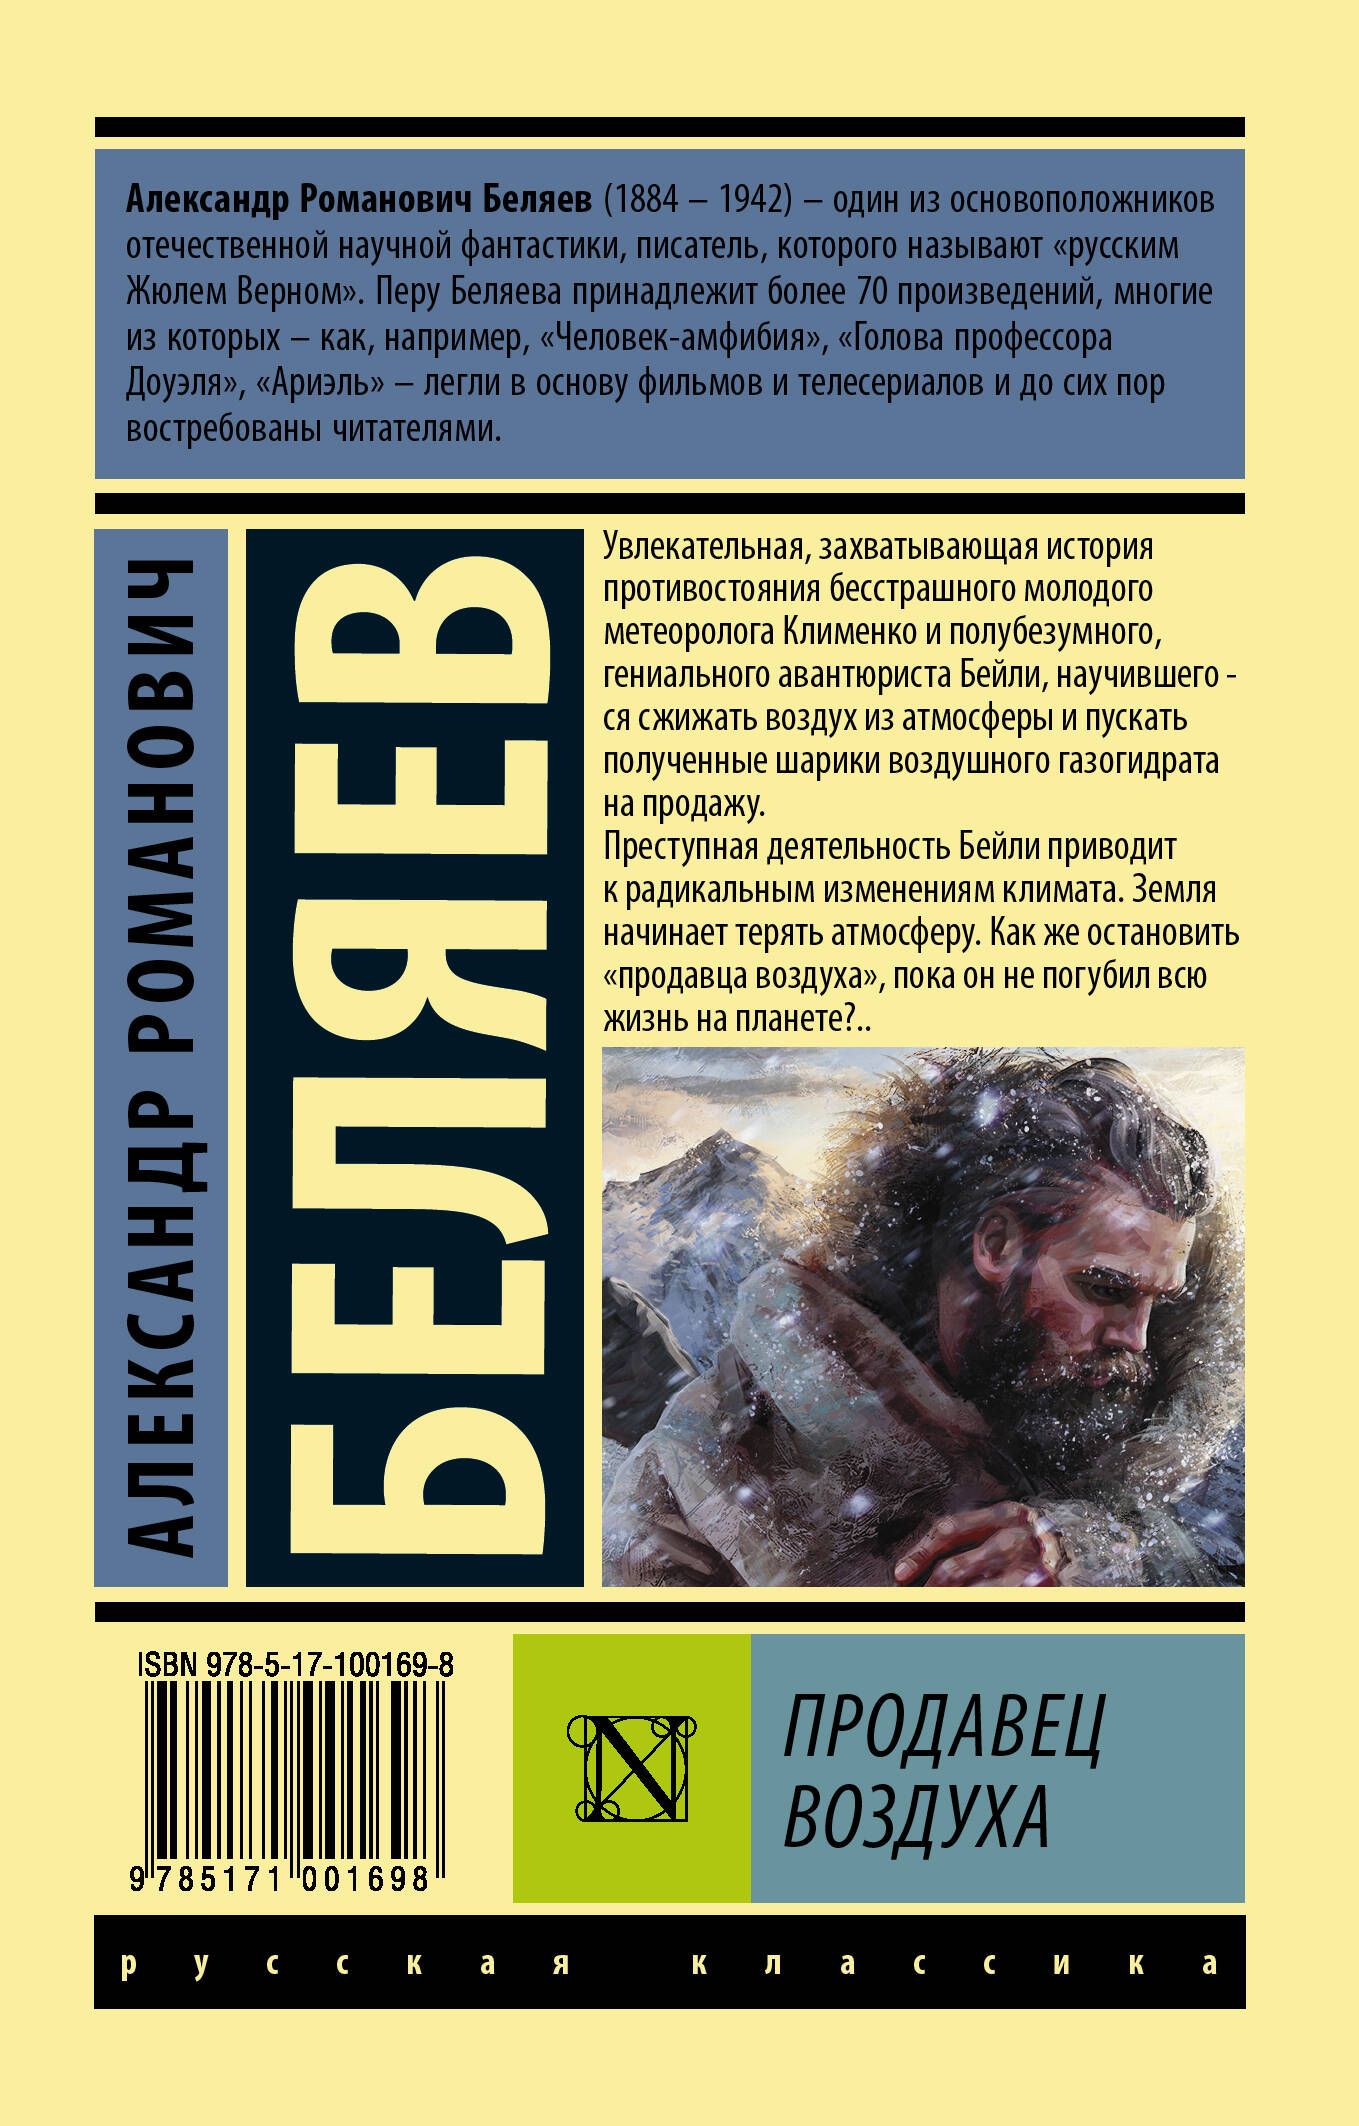 Александр Романович Беляев (1884 – 1942) – один из основоположников
отечественной научной фантастики, писатель, которого называют «русским
Жюлем Верном». Перу Беляева принадлежит более 70 произведений, многие
из которых – как, например, «Человек-амфибия», «Голова профессора
Доуэля», «Ариэль» – легли в основу фильмов и телесериалов и до сих пор
востребованы читателями.
АЛЕКСАНДР РОМАНОВИЧ
БЕЛЯЕВ
Увлекательная, захватывающая история
противостояния бесстрашного молодого
метеоролога Клименко и полубезумного,
гениального авантюриста Бейли, научившего -
ся сжижать воздух из атмосферы и пускать
полученные шарики воздушного газогидрата
на продажу.
Преступная деятельность Бейли приводит
к радикальным изменениям климата. Земля
начинает терять атмосферу. Как же остановить
«продавца воздуха», пока он не погубил всю
жизнь на планете?..
ISBN 978-5-17-100169-8
9 785171 001698
N
ПРОДАВЕЦ
ВОЗДУХА
русская классика